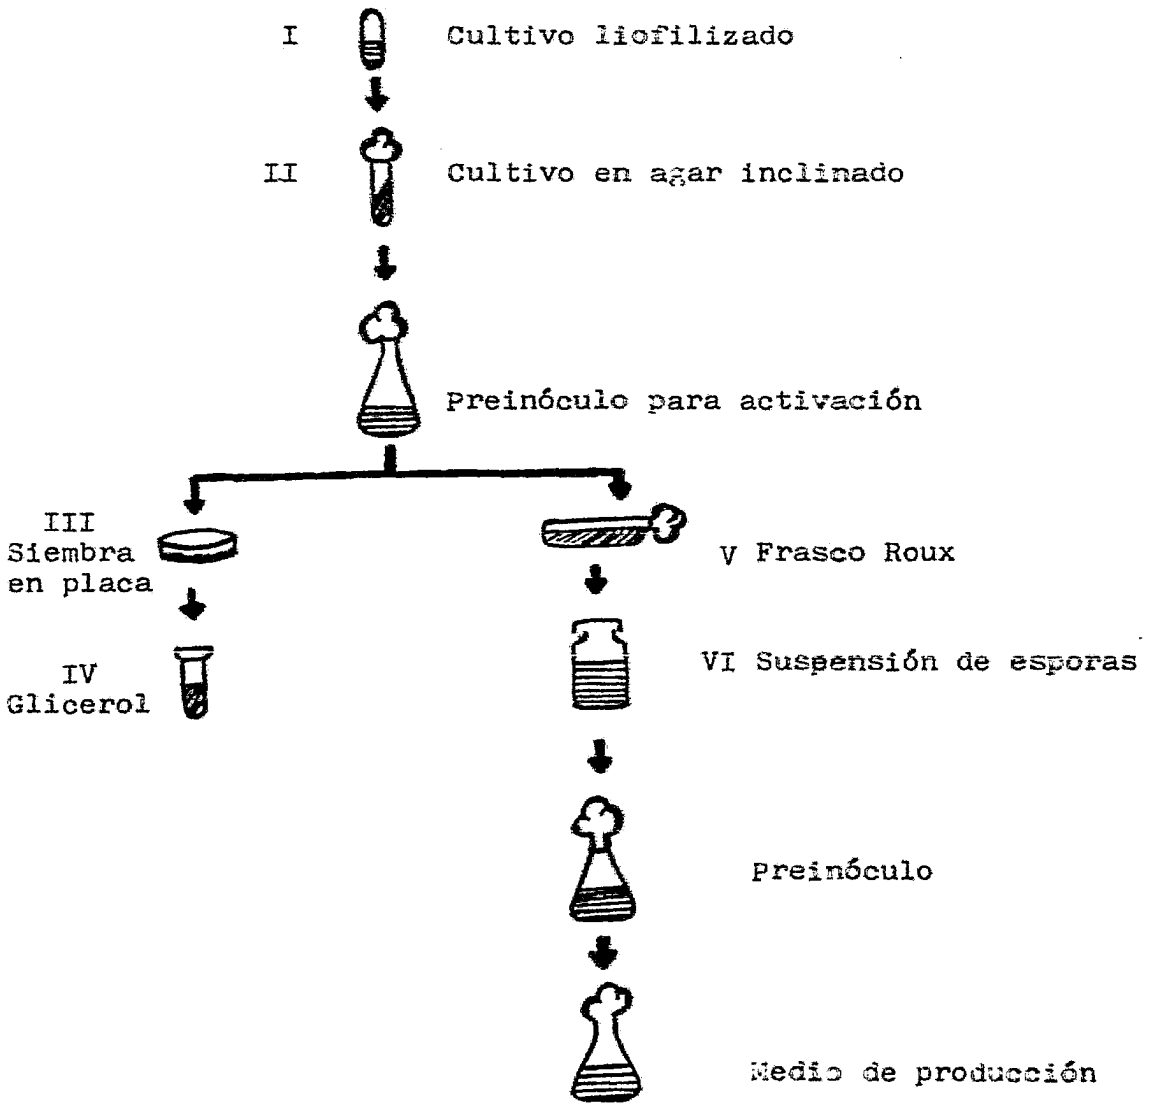 I Cultivo liofilizado
II Cultivo en agar inclinado
Preinóculo para activación
III
Siembra
en placa
V Frasco Roux
IV
Glicerol
VI Suspensión de esporas
Preinóculo
Medio de producción